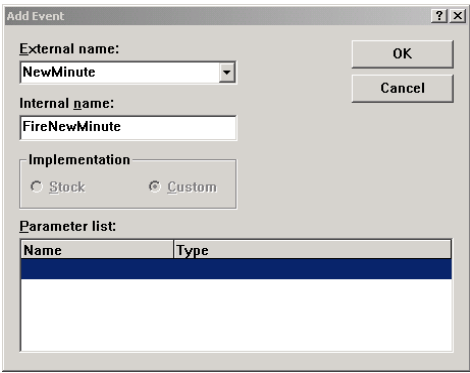 Add Event
External name:
OK
NewMinute
Cancel
Internal name:
FireNewMinute
Implementation
Stock Custom
Parameter list:
Name Type